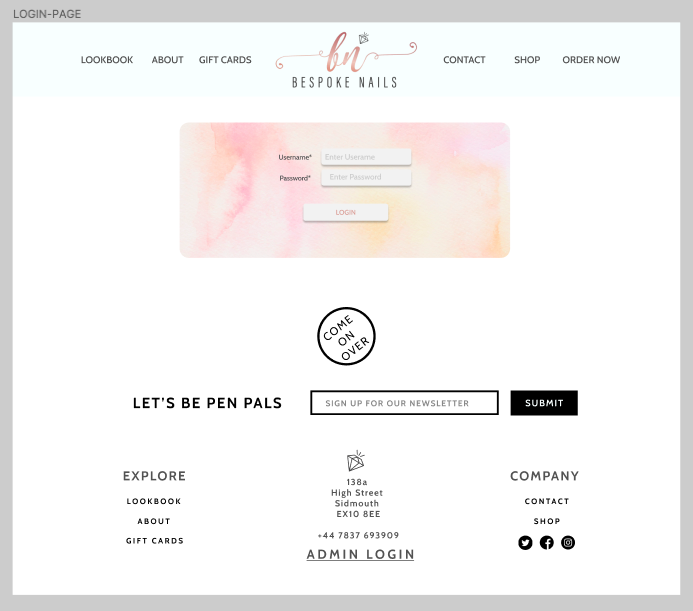 LOGIN-PAGE
LOOKBOOK ABOUT GIFT CARDS bn CONTACT SHOP ORDER NOW
BESPOKE NAILS
Username* Enter Userame
Password* Enter Password
LOGIN
COME
ON
OVER
LET'S BE PEN PALS SIGN UP FOR OUR NEWSLETTER SUBMIT
EXPLORE
LOOKBOOK
ABOUT
GIFT CARDS
138a
High Street
Sidmouth
EX10 8EE
+44 7837 693909
ADMIN LOGIN
COMPANY
CONTACT
SHOP